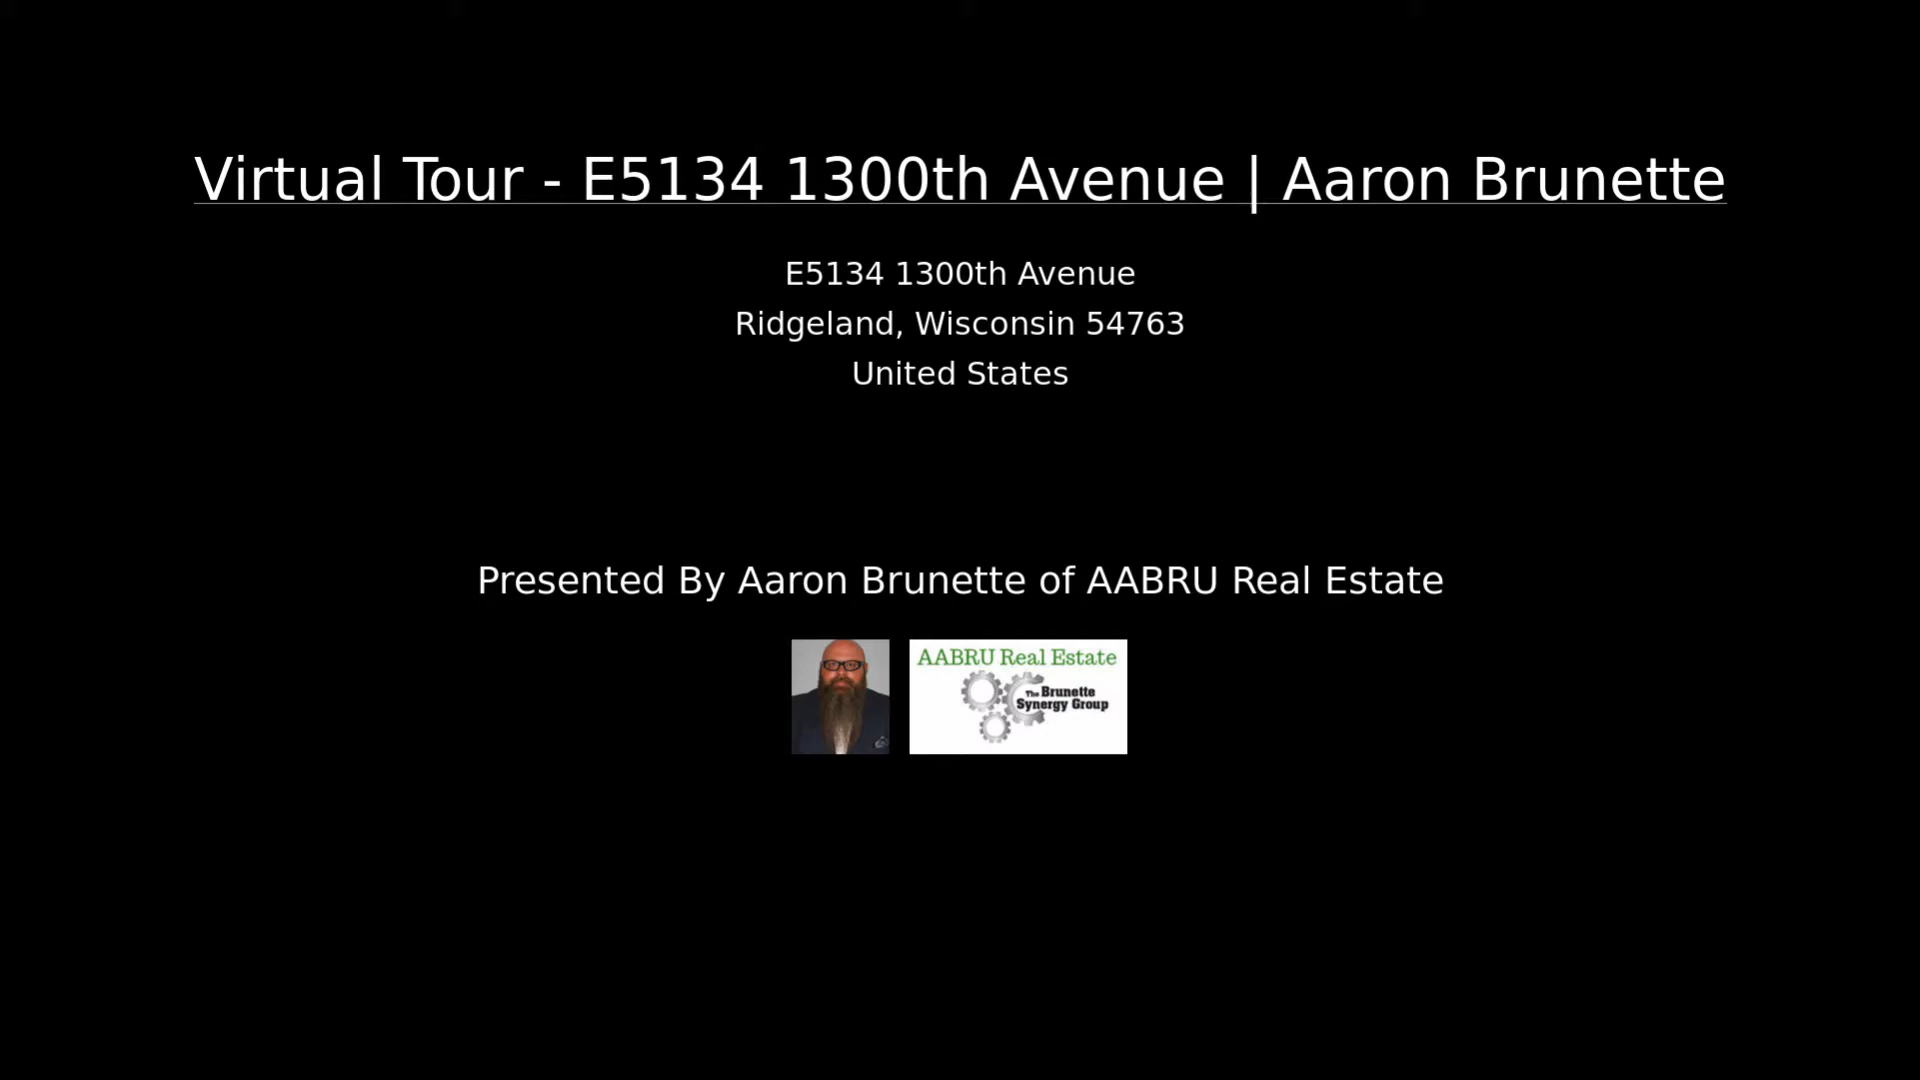 Virtual Tour - E5134 1300th Avenue | Aaron Brunette
E5134 1300th Avenue
Ridgeland, Wisconsin 54763
United States
Presented By Aaron Brunette of AABRU Real Estate
AABRU Real Estate
The Brunette
Synergy Group